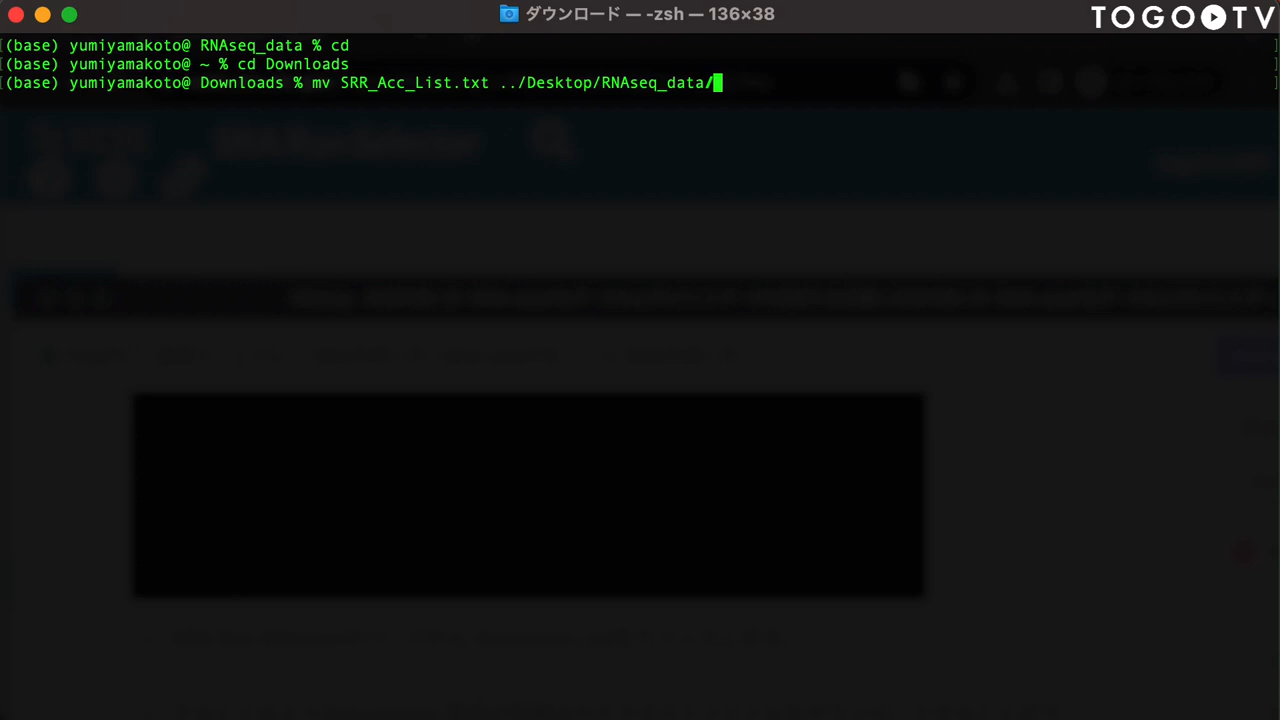 ダウンロード — -zsh — 136×38
TOGO TV
(base) yumiyamakoto@ RNAseq_data % cd
(base) yumiyamakoto@ ~ % cd Downloads
(base) yumiyamakoto@ Downloads % mv SRR_Acc_List.txt ../Desktop/RNAseq_data/